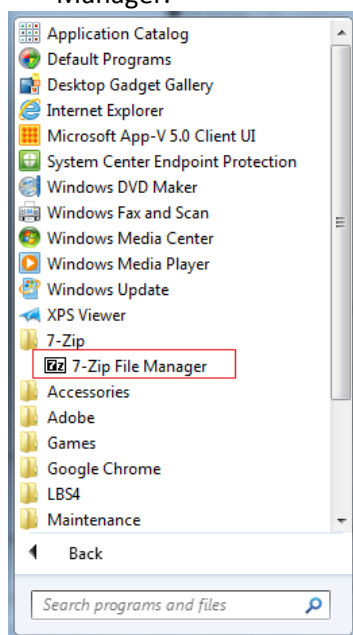 Manager.
Application Catalog
Default Programs
Desktop Gadget Gallery
Internet Explorer
Microsoft App-V 5.0 Client UI
System Center Endpoint Protection
Windows DVD Maker
Windows Fax and Scan
Windows Media Center
Windows Media Player
Windows Update
XPS Viewer
7-Zip
7z 7-Zip File Manager
Accessories
Adobe
Games
Google Chrome
LBS4
Maintenance
Back
Search programs and files